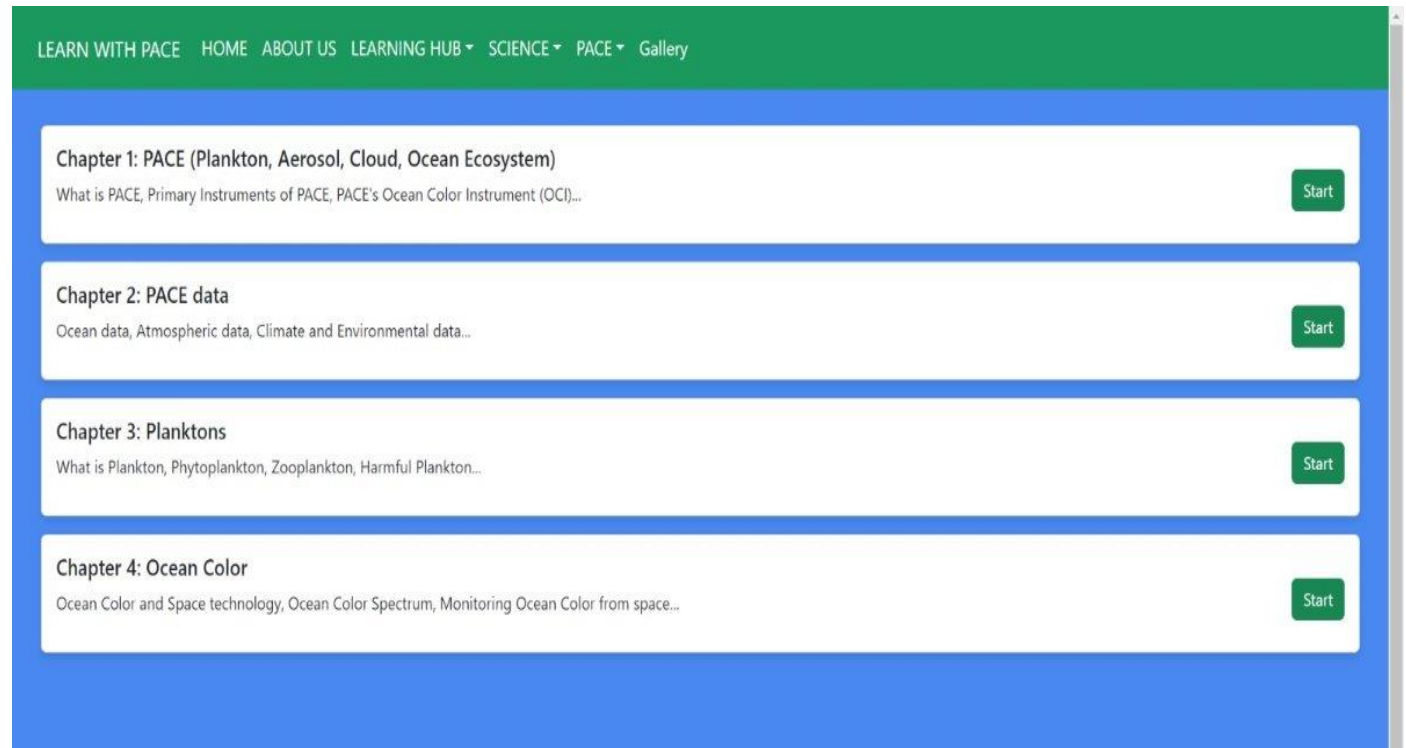 LEARN WITH PACE HOME ABOUT US LEARNING HUB SCIENCE PACE Gallery
Chapter 1: PACE (Plankton, Aerosol, Cloud, Ocean Ecosystem)
What is PACE, Primary Instruments of PACE, PACE's Ocean Color Instrument (OCI)...
Start
Chapter 2: PACE data
Ocean data, Atmospheric data, Climate and Environmental data...
Start
Chapter 3: Planktons
What is Plankton, Phytoplankton, Zooplankton, Harmful Plankton...
Start
Chapter 4: Ocean Color
Ocean Color and Space technology, Ocean Color Spectrum, Monitoring Ocean Color from space...
Start